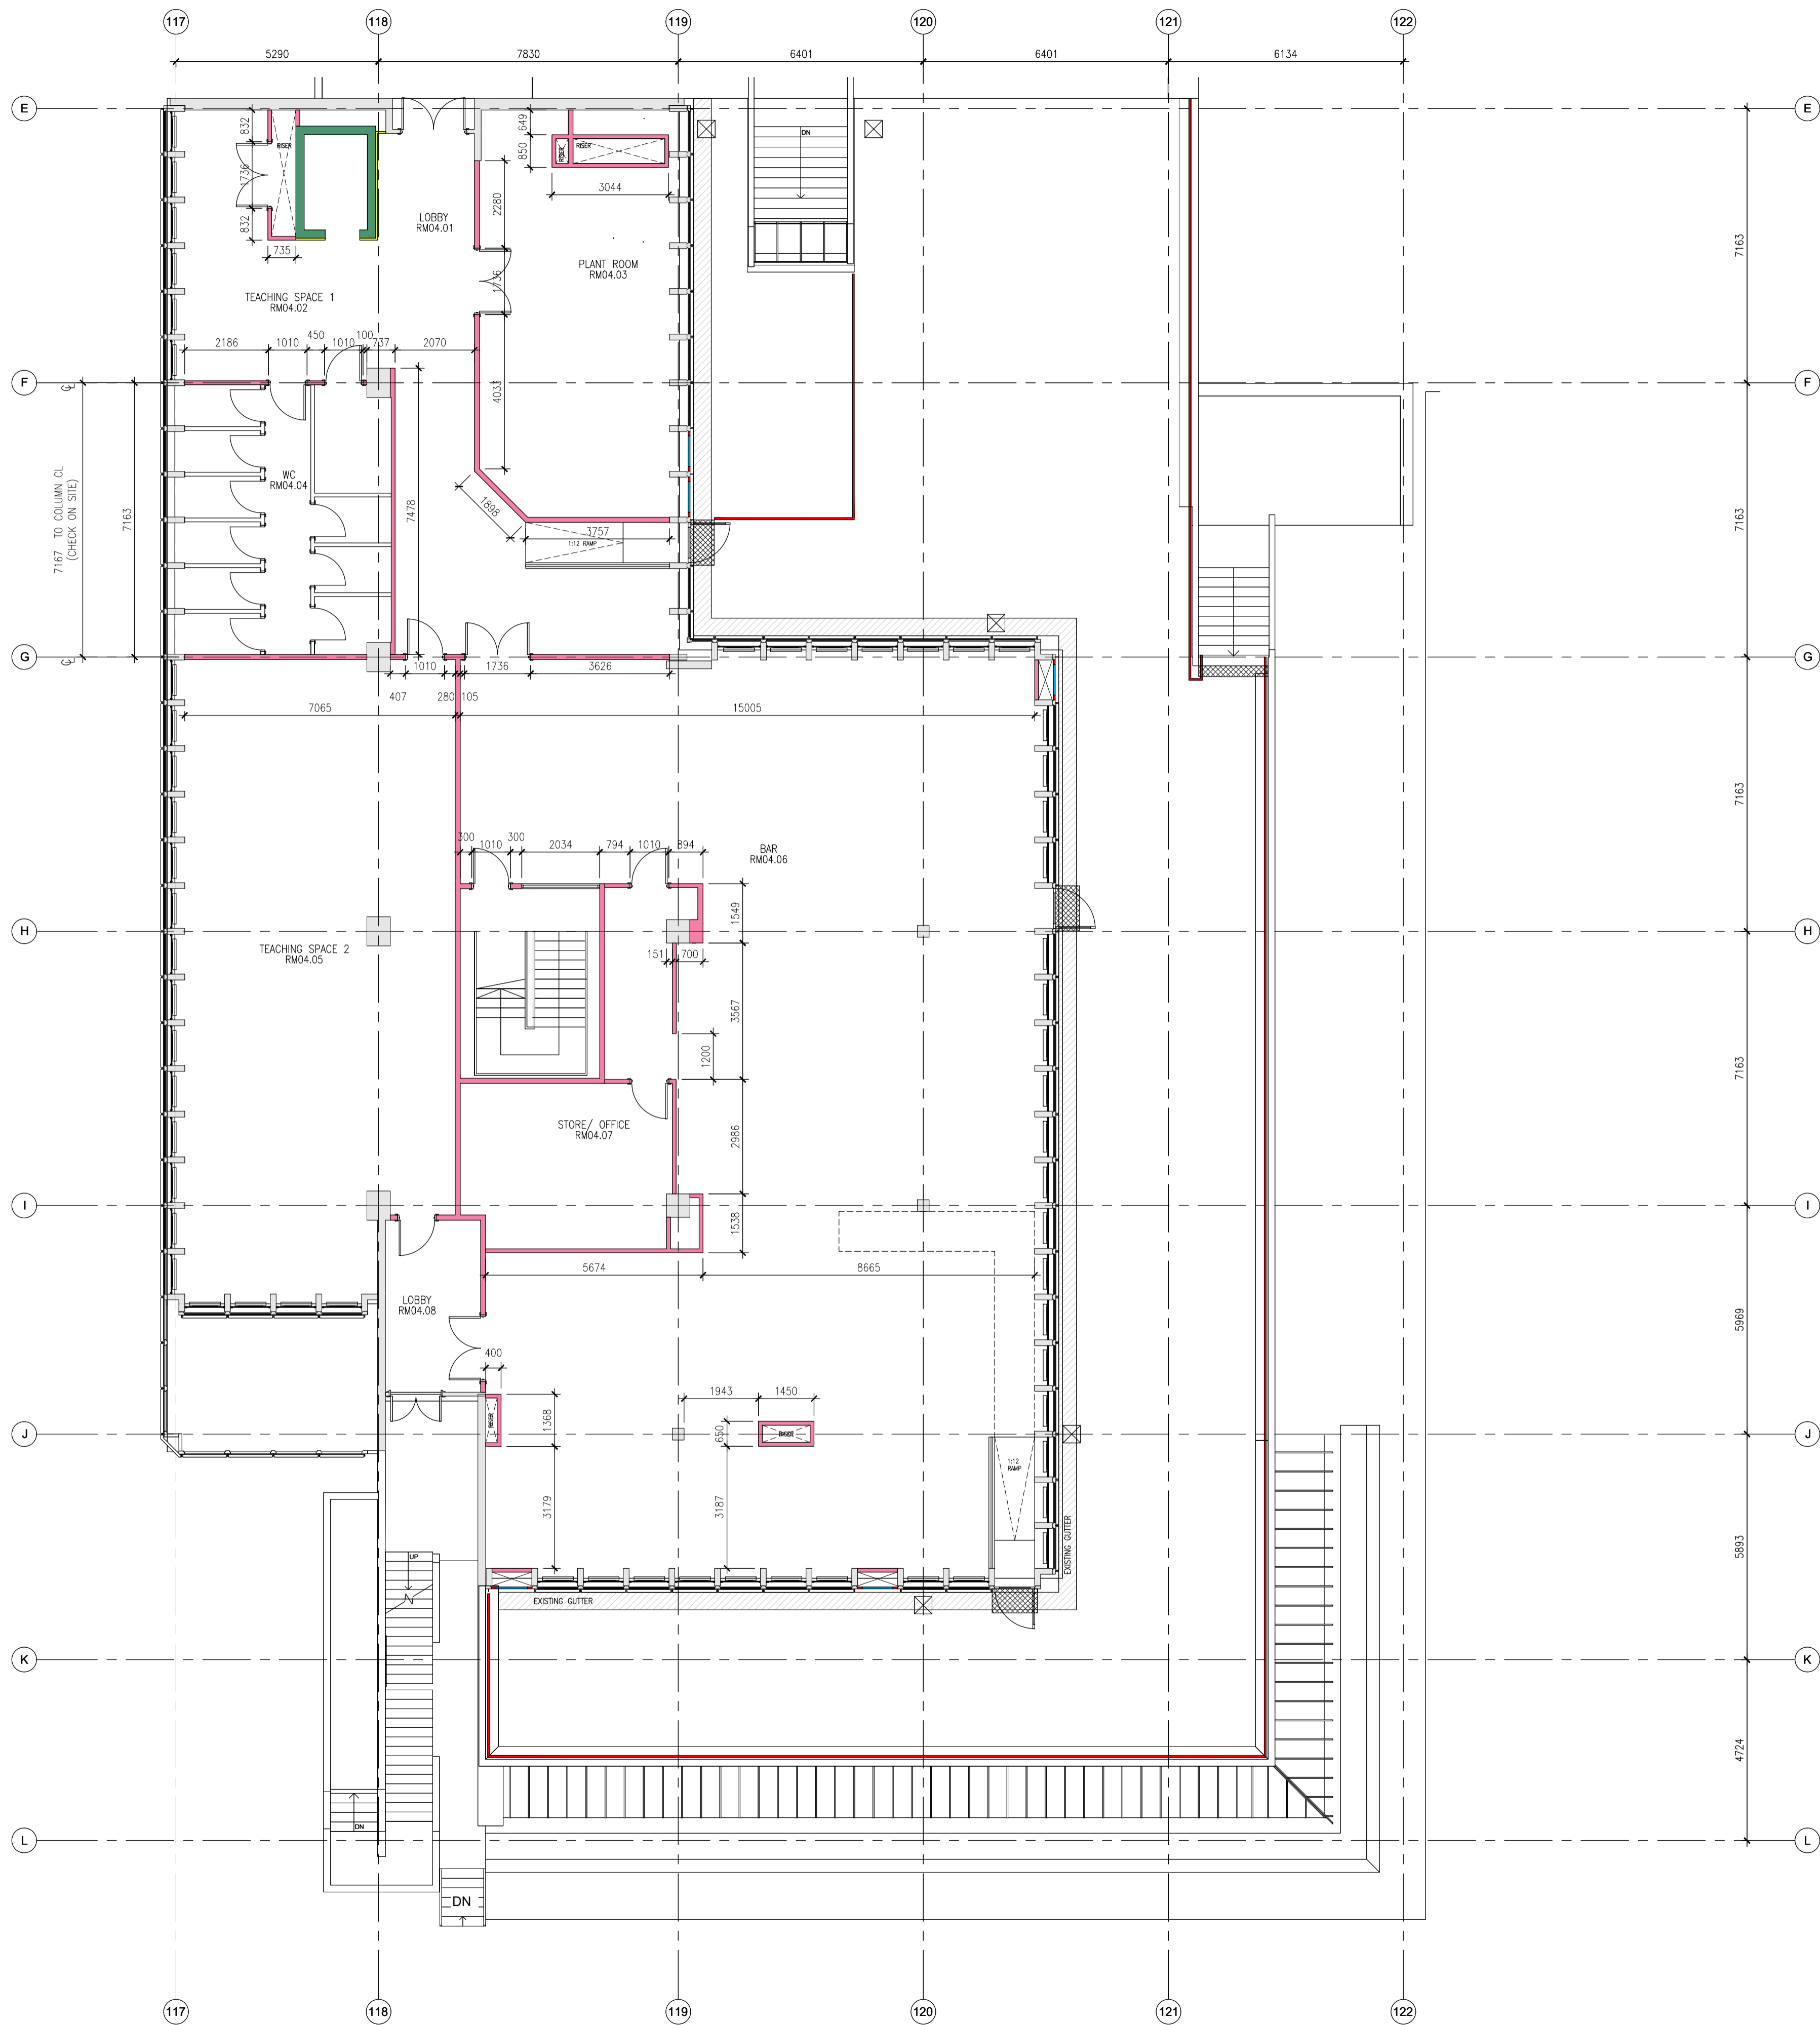 117 118 119 120 121 122
5290 7830 6401 6401 6134
E E
832 649
DN
RISER RISER RISER
850
1736
3044
2280
832
LOBBY
RM04.01
735
PLANT ROOM
RM04.03
7163
1736
TEACHING SPACE 1
RM04.02
2186 1010 450 1010 100 737 2070
F F
4033
WC
RM04.04
7167 TO COLUMN CL
(CHECK ON SITE)
7163
7478
1898
3757
1:12 RAMP
7163
G G
407 1010 280 105 1736 3626
7065 15005
7163
300 1010 300 2034 794 1010 894
BAR
RM04.06
1549
H H
TEACHING SPACE 2
RM04.05
151 700
3567
1200
7163
STORE/ OFFICE
RM04.07
2986
I I
1538
5674 8665
LOBBY
RM04.08
5969
400
1943 1450
RISER
1368
650
RISER
J J
1:12
RAMP
3179
3187
EXISTING GUTTER
5893
UP
EXISTING GUTTER
K K
4724
DN
L L
DN
117 118 119 120 121 122